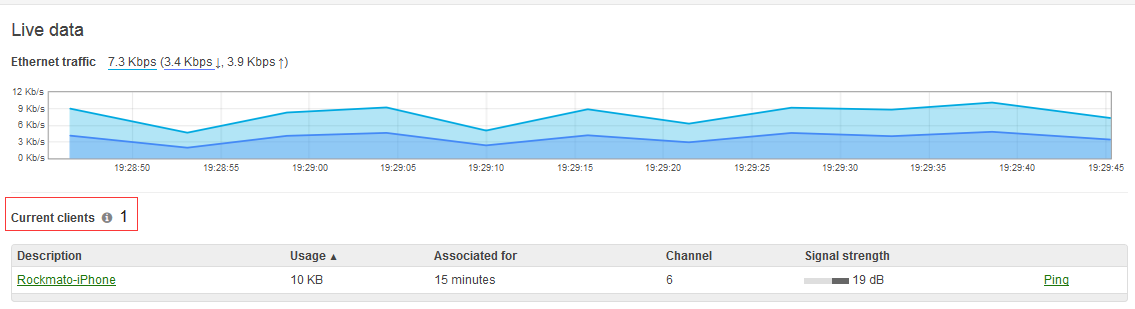 Live data
Ethernet traffic 7.3 Kbps (3.4 Kbps ↓, 3.9 Kbps ↑)
12 Kb/s
9 Kb/s
6 Kb/s
3 Kb/s
0 Kb/s
19:28:50 19:28:55 19:29:00 19:29:05 19:29:10 19:29:15 19:29:20 19:29:25 19:29:30 19:29:35 19:29:40 19:29:45
Current clients i 1
Description Usage ▲ Associated for Channel Signal strength
Rockmato-iPhone 10 KB 15 minutes 6 19 dB Ping